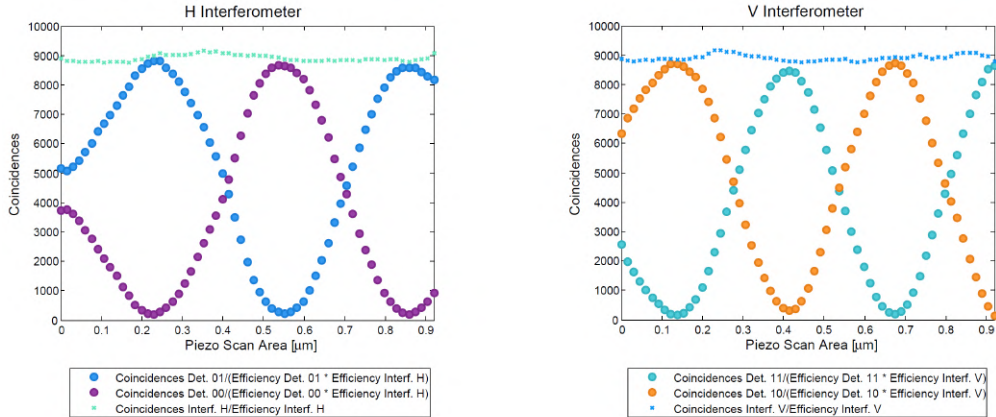 H Interferometer
10000
9000
8000
7000
6000
5000
4000
3000
2000
1000
0
Coincidences
0 0.1 0.2 0.3 0.4 0.5 0.6 0.7 0.8 0.9
Piezo Scan Area [μm]
Coincidences Det. 01/(Efficiency Det. 01 * Efficiency Interf. H)
Coincidences Det. 00/(Efficiency Det. 00 * Efficiency Interf. H)
Coincidences Interf. H/Efficiency Interf. H
V Interferometer
10000
9000
8000
7000
6000
5000
4000
3000
2000
1000
0
Coincidences
0 0.1 0.2 0.3 0.4 0.5 0.6 0.7 0.8 0.9
Piezo Scan Area [μm]
Coincidences Det. 11/(Efficiency Det. 11 * Efficiency Interf. V)
Coincidences Det. 10/(Efficiency Det. 10 * Efficiency Interf. V)
Coincidences Interf. V/Efficiency Interf. V